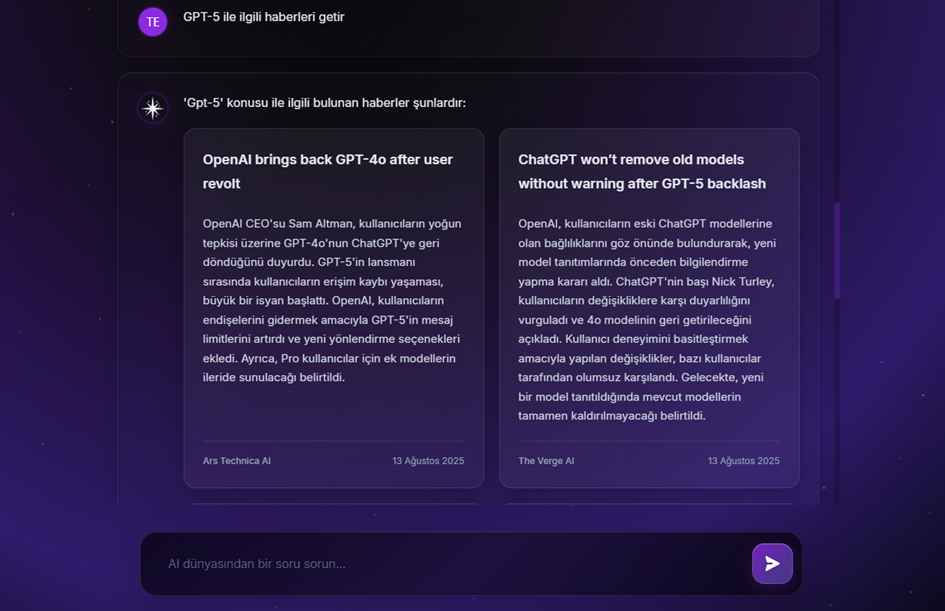 TE
GPT-5 ile ilgili haberleri getir
'Gpt-5' konusu ile ilgili bulunan haberler şunlardır:
OpenAI brings back GPT-4o after user
revolt
OpenAI CEO'su Sam Altman, kullanıcıların yoğun
tepkisi üzerine GPT-4o'nun ChatGPT'ye geri
döndüğünü duyurdu. GPT-5'in lansmanı
sırasında kullanıcıların erişim kaybı yaşaması,
büyük bir isyan başlattı. OpenAI, kullanıcıların
endişelerini gidermek amacıyla GPT-5'in mesaj
limitlerini artırdı ve yeni yönlendirme seçenekleri
ekledi. Ayrıca, Pro kullanıcılar için ek modellerin
ileride sunulacağı belirtildi.
Ars Technica AI
13 Ağustos 2025
ChatGPT won’t remove old models
without warning after GPT-5 backlash
OpenAI, kullanıcıların eski ChatGPT modellerine
olan bağlılıklarını göz önünde bulundurarak, yeni
model tanıtımlarında önceden bilgilendirme
yapma kararı aldı. ChatGPT'nin başı Nick Turley,
kullanıcıların değişikliklere karşı duyarlılığını
vurguladı ve 4o modelinin geri getirileceğini
açıkladı. Kullanıcı deneyimini basitleştirmek
amacıyla yapılan değişiklikler, bazı kullanıcılar
tarafından olumsuz karşılandı. Gelecekte, yeni
bir model tanıtıldığında mevcut modellerin
tamamen kaldırılmayacağı belirtildi.
The Verge AI
13 Ağustos 2025
AI dünyasından bir soru sorun...